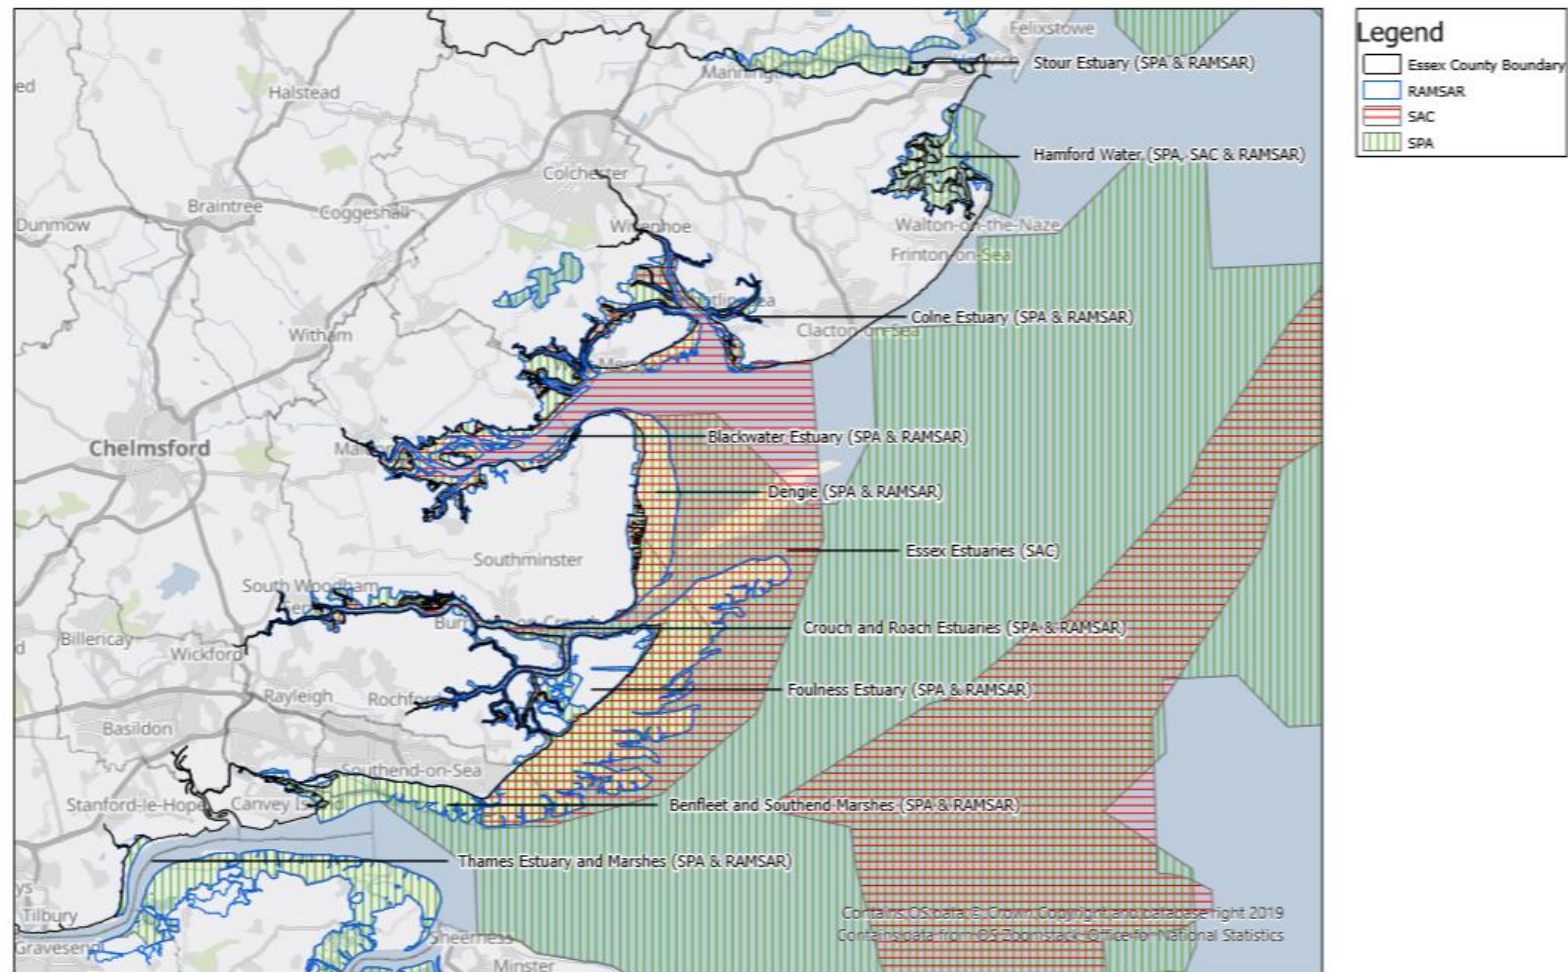 Felixstowe
Legend
Essex County Boundary
RAMSAR
SAC
SPA
Stour Estuary (SPA & RAMSAR)
Halstead
Hamford Water (SPA, SAC & RAMSAR)
Colchester
Braintree
Coggeshall
Dunmow
Walton-on-the-Naze
Frinton-on-Sea
Colne Estuary (SPA & RAMSAR)
Clacton-on-Sea
Witham
Chelmsford
Blackwater Estuary (SPA & RAMSAR)
Dengie (SPA & RAMSAR)
Essex Estuaries (SAC)
Southminster
South Woodham
Crouch and Roach Estuaries (SPA & RAMSAR)
Billericay
Wickford
Foulness Estuary (SPA & RAMSAR)
Rayleigh
Rochford
Basildon
Southend-on-Sea
Stanford-le-Hope
Canvey Island
Benfleet and Southend Marshes (SPA & RAMSAR)
Thames Estuary and Marshes (SPA & RAMSAR)
Tilbury
Gravesend
Sheerness
Minster
Contains OS data © Crown Copyright and database right 2019
Contains data from OS Zoomstack, Office for National Statistics